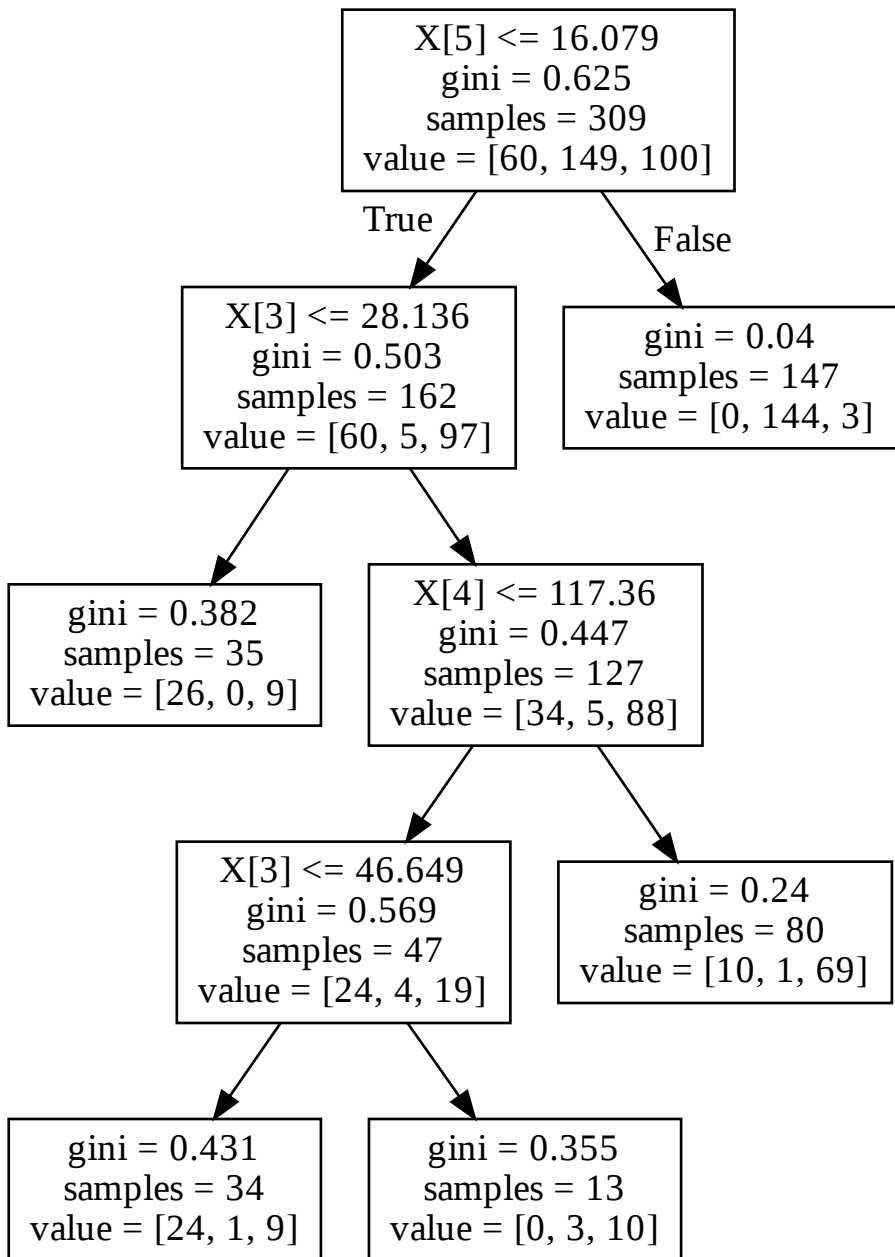 X[5] <= 16.079
gini = 0.625
samples = 309
value = [60, 149, 100]
True
False
X[3] <= 28.136
gini = 0.503
samples = 162
value = [60, 5, 97]
gini = 0.04
samples = 147
value = [0, 144, 3]
gini = 0.382
samples = 35
value = [26, 0, 9]
X[4] <= 117.36
gini = 0.447
samples = 127
value = [34, 5, 88]
X[3] <= 46.649
gini = 0.569
samples = 47
value = [24, 4, 19]
gini = 0.24
samples = 80
value = [10, 1, 69]
gini = 0.431
samples = 34
value = [24, 1, 9]
gini = 0.355
samples = 13
value = [0, 3, 10]